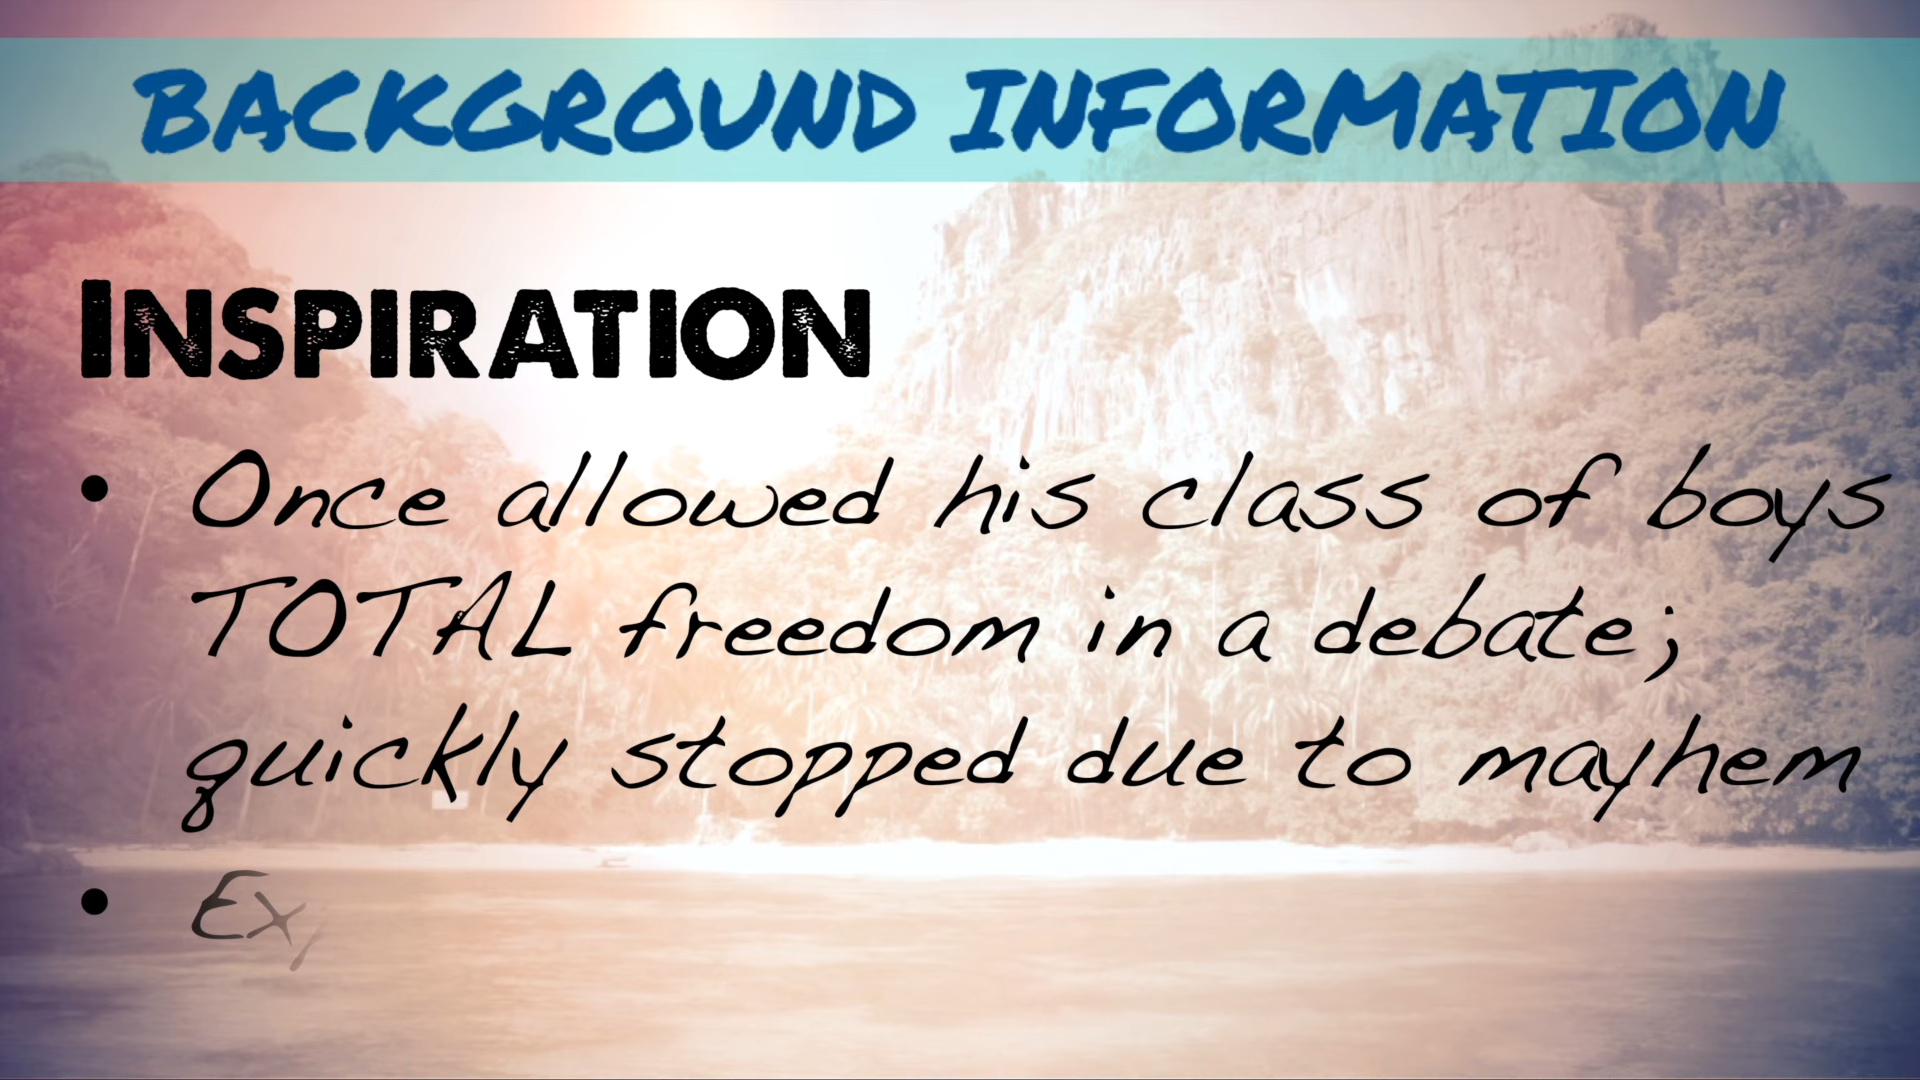 BACKGROUND INFORMATION
INSPIRATION
• Once allowed his class of boys
TOTAL freedom in a debate;
quickly stopped due to mayhem
•